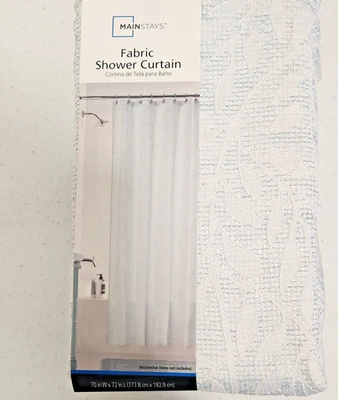 MAINSTAYS™
Fabric
Shower Curtain
Cortina de Tela para Baño
Decorative items not included.
70 in W x 72 in L (177.8 cm x 182.9 cm)